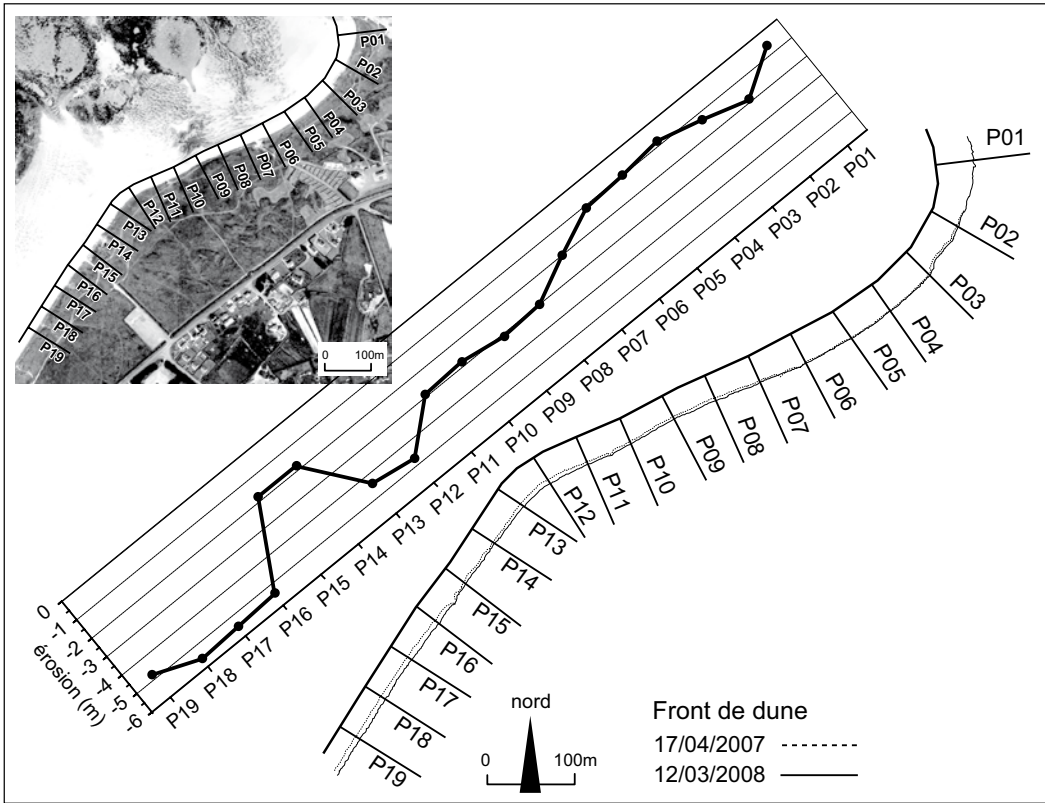 P01
P02
P03
P04
P05
P06
P07
P08
P09
P10
P11
P12
P13
P14
P15
P16
P17
P18
P19
0 100m
0
-1
-2
-3
-4
-5
-6
érosion (m)
P01
P02
P03
P04
P05
P06
P07
P08
P09
P10
P11
P12
P13
P14
P15
P16
P17
P18
P19
P01
P02
P03
P04
P05
P06
P07
P08
P09
P10
P11
P12
P13
P14
P15
P16
P17
P18
P19
nord
0 100m
Front de dune
17/04/2007
12/03/2008